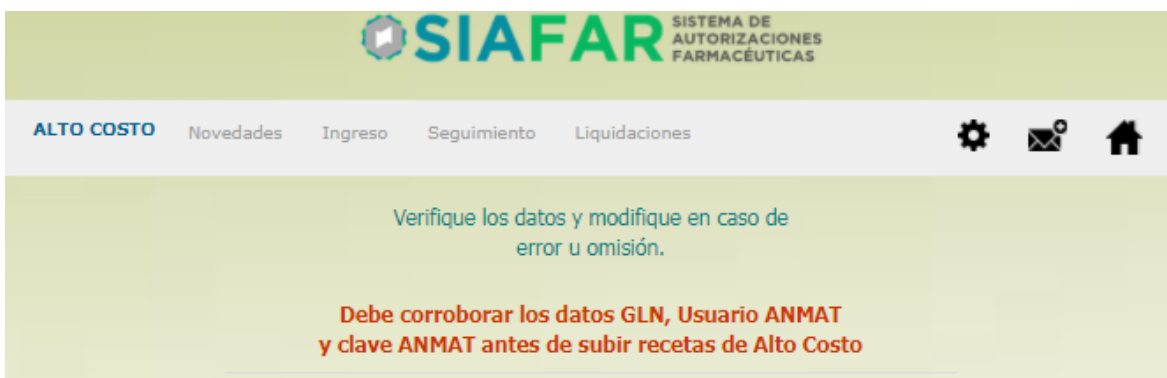 SIAFAR
SISTEMA DE
AUTORIZACIONES
FARMACÉUTICAS
ALTO COSTO Novedades Ingreso Seguimiento Liquidaciones
Verifique los datos y modifique en caso de
error u omisión.
Debe corroborar los datos GLN, Usuario ANMAT
y clave ANMAT antes de subir recetas de Alto Costo